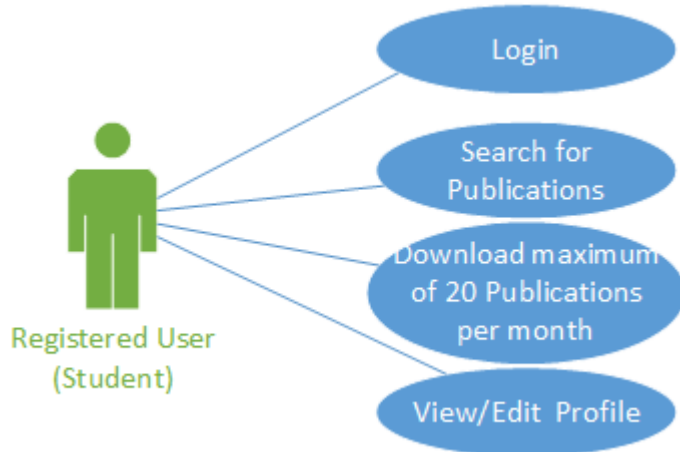 Login
Search for
Publications
Download maximum
of 20 Publications
per month
Registered User
(Student)
View/Edit Profile